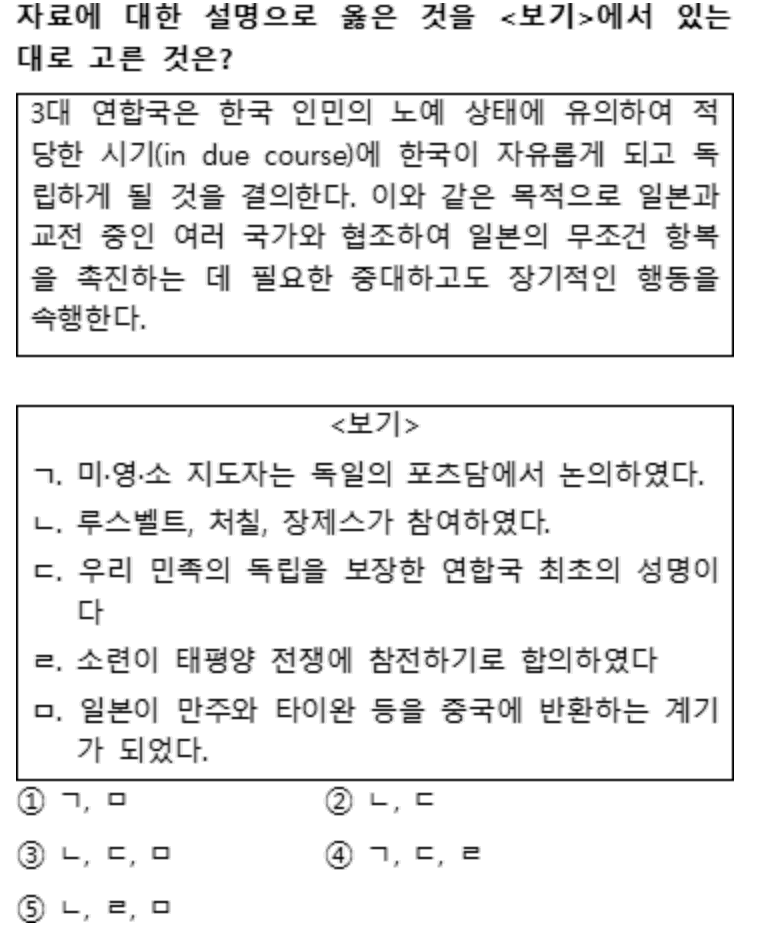 자료에 대한 설명으로 옳은 것을 <보기>에서 있는
대로 고른 것은?
3대 연합국은 한국 인민의 노예 상태에 유의하여 적
당한 시기(in due course)에 한국이 자유롭게 되고 독
립하게 될 것을 결의한다. 이와 같은 목적으로 일본과
교전 중인 여러 국가와 협조하여 일본의 무조건 항복
을 촉진하는 데 필요한 중대하고도 장기적인 행동을
속행한다.
<보기>
ㄱ. 미·영·소 지도자는 독일의 포츠담에서 논의하였다.
ㄴ. 루스벨트, 처칠, 장제스가 참여하였다.
ㄷ. 우리 민족의 독립을 보장한 연합국 최초의 성명이
다
ㄹ. 소련이 태평양 전쟁에 참전하기로 합의하였다
ㅁ. 일본이 만주와 타이완 등을 중국에 반환하는 계기
가 되었다.
① ㄱ, ㅁ ② ㄴ, ㄷ
③ ㄴ, ㄷ, ㅁ ④ ㄱ, ㄷ, ㄹ
⑤ ㄴ, ㄹ, ㅁ